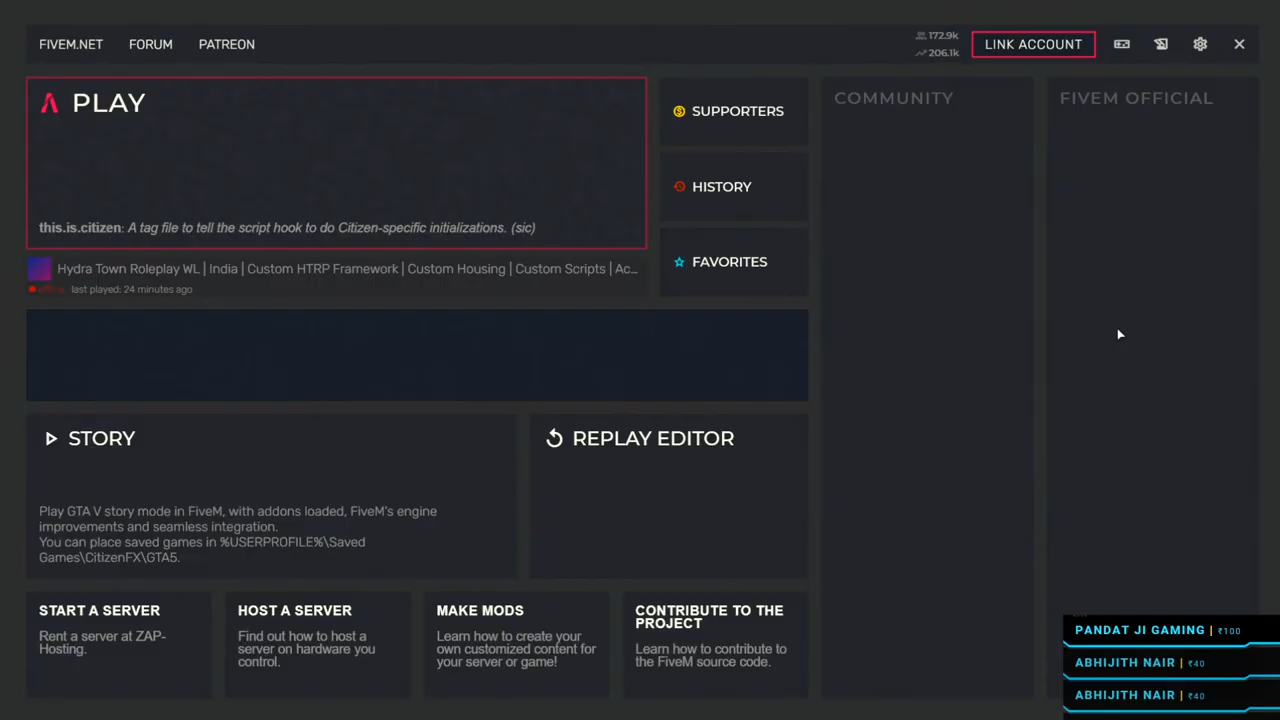 FIVEM.NET FORUM PATREON
172.9k
206.1k
LINK ACCOUNT
PLAY
this.is.citizen: A tag file to tell the script hook to do Citizen-specific initializations. (sic)
Hydra Town Roleplay WL | India | Custom HTRP Framework | Custom Housing | Custom Scripts | Ac...
last played: 24 minutes ago
SUPPORTERS
HISTORY
FAVORITES
COMMUNITY
FIVEM OFFICIAL
STORY
Play GTA V story mode in FiveM, with addons loaded, FiveM's engine
improvements and seamless integration.
You can place saved games in %USERPROFILE%\Saved
Games\CitizenFX\GTA5.
REPLAY EDITOR
START A SERVER
Rent a server at ZAP-
Hosting.
HOST A SERVER
Find out how to host a
server on hardware you
control.
MAKE MODS
Learn how to create your
own customized content for
your server or game!
CONTRIBUTE TO THE
PROJECT
Learn how to contribute to
the FiveM source code.
PANDAT JI GAMING | ₹100
ABHIJITH NAIR | ₹40
ABHIJITH NAIR | ₹40